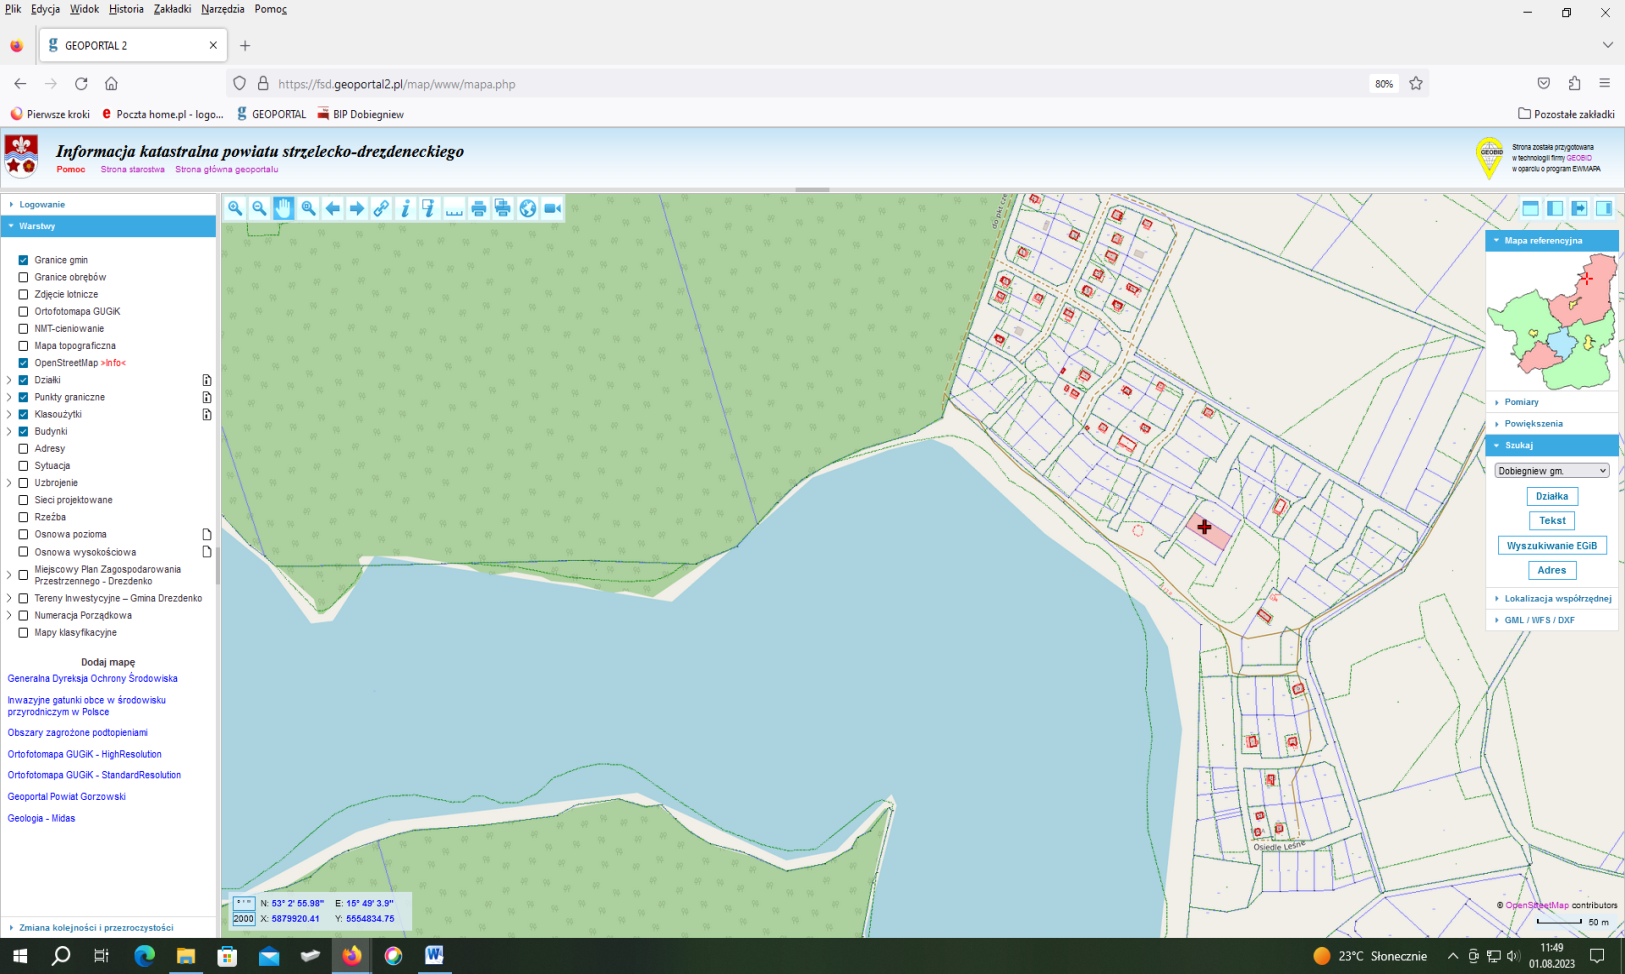 Plik Edycja Widok Historia Zakładki Narzędzia Pomoc
GEOPORTAL 2
https://fsd.geoportal2.pl/map/www/mapa.php
80%
Pierwsze kroki
Poczta home.pl - logo...
GEOPORTAL
BIP Dobiegniew
Pozostałe zakładki
Informacja katastralna powiatu strzelecko-drezdeneckiego
Pomoc Strona starostwa Strona główna geoportalu
GEOBID
Strona została przygotowana
w technologii firmy GEOBID
w oparciu o program EWMAPA
Logowanie
Warstwy
Granice gmin
Granice obrębów
Zdjęcie lotnicze
Ortofotomapa GUGiK
NMT-cieniowanie
Mapa topograficzna
OpenStreetMap >Info<
Działki
Punkty graniczne
Klasoużytki
Budynki
Adresy
Sytuacja
Uzbrojenie
Sieci projektowane
Rzeźba
Osnowa pozioma
Osnowa wysokościowa
Miejscowy Plan Zagospodarowania
Przestrzennego - Drezdenko
Tereny Inwestycyjne – Gmina Drezdenko
Numeracja Porządkowa
Mapy klasyfikacyjne
Dodaj mapę
Generalna Dyreksja Ochrony Środowiska
Inwazyjne gatunki obce w środowisku
przyrodniczym w Polsce
Obszary zagrożone podtopieniami
Ortofotomapa GUGiK - HighResolution
Ortofotomapa GUGiK - StandardResolution
Geoportal Powiat Gorzowski
Geologia - Midas
Zmiana kolejności i przezroczystości
Mapa referencyjna
Pomiary
Powiększenia
Szukaj
Dobiegniew gm.
Działka
Tekst
Wyszukiwanie EGiB
Adres
Lokalizacja współrzędnej
GML / WFS / DXF
Osiedle Leśne
° ' " N: 53° 2' 55.98" E: 15° 49' 3.9"
2000 X: 5879920.41 Y: 5554834.75
© OpenStreetMap contributors
50 m
23°C Słonecznie
11:49
01.08.2023